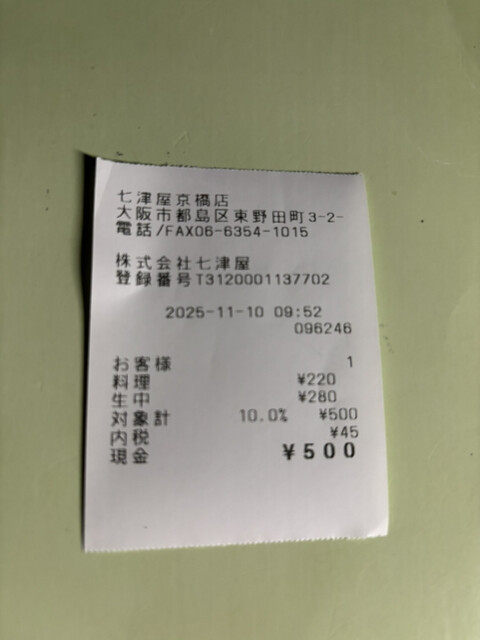 七津屋京橋店
大阪市都島区東野田町3-2-
電話/FAX06-6354-1015
株式会社七津屋
登録番号T3120001137702
2025-11-10 09:52
096246
お客様 1
料理 ¥220
生中 ¥280
対象計 10.0% ¥500
内税 ¥45
現金 ¥500